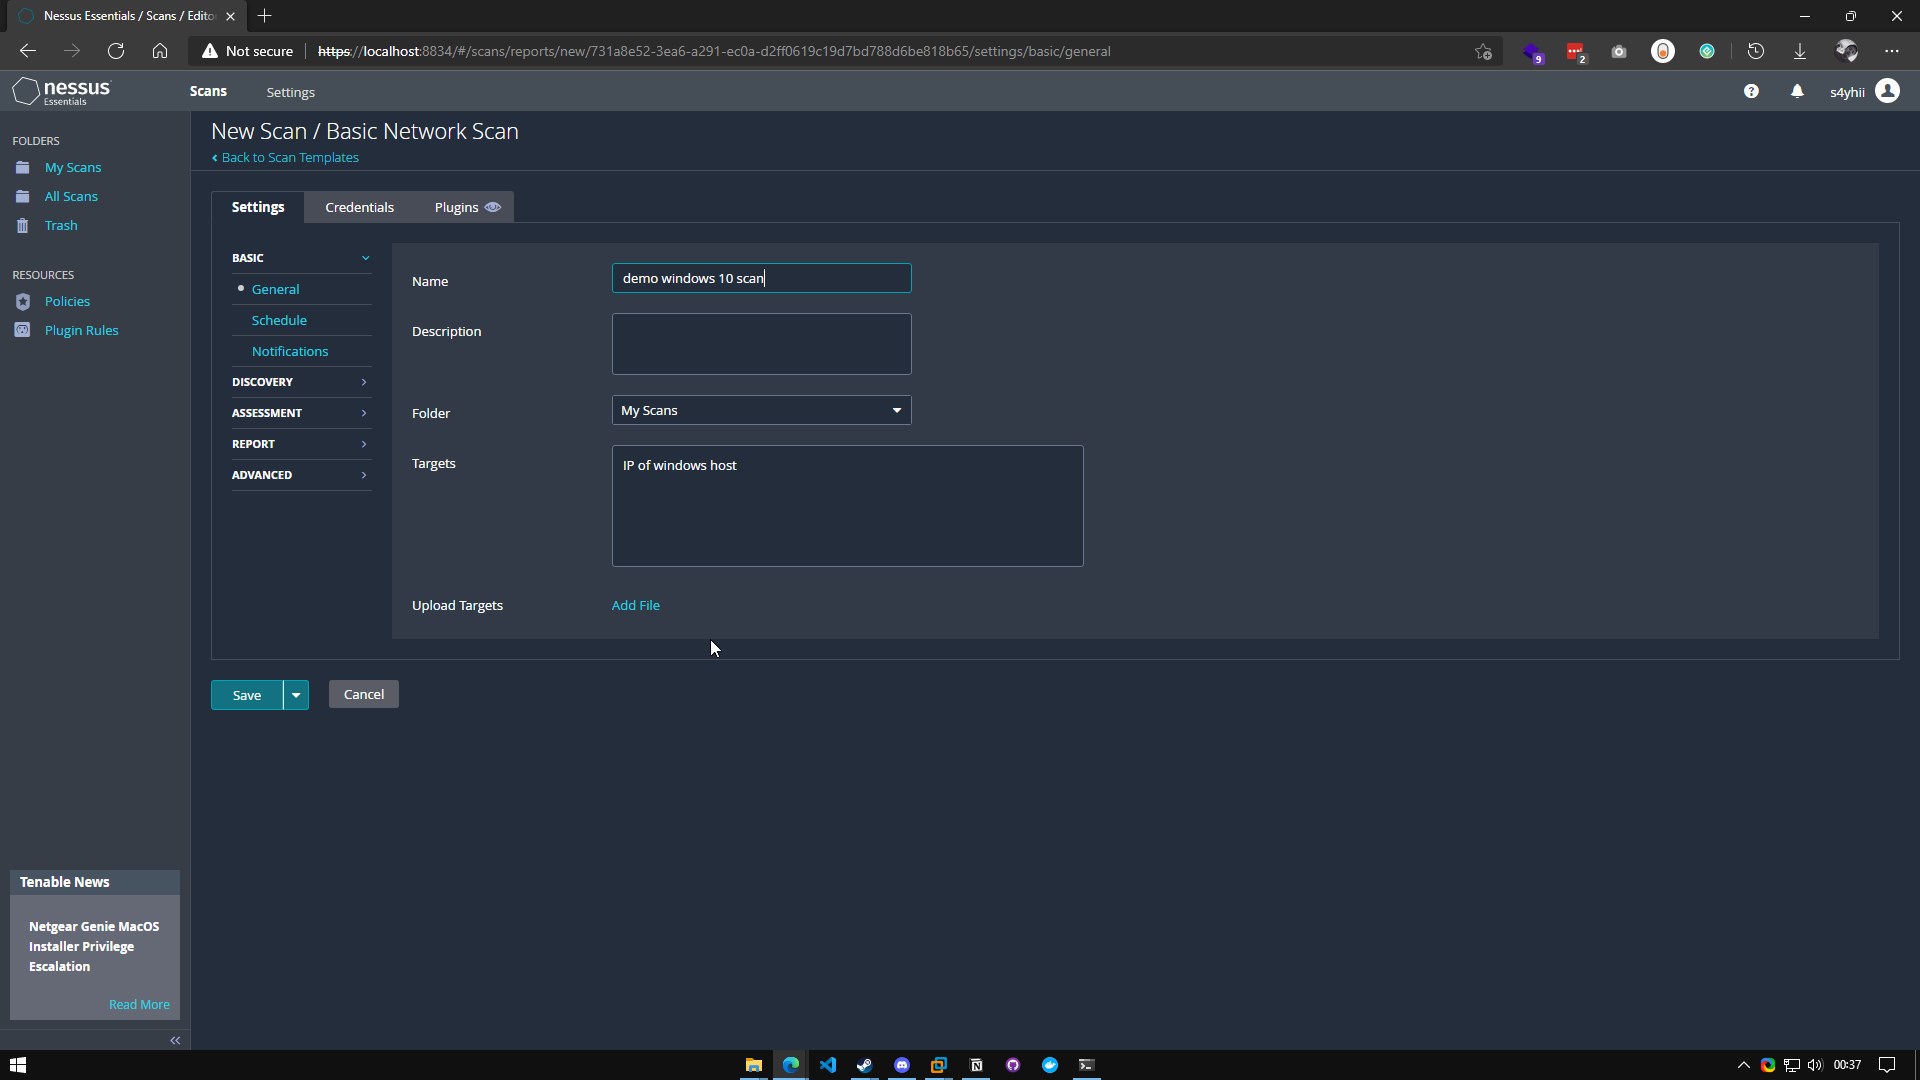 Nessus Essentials / Scans / Edito
Not secure
https://localhost:8834/#/scans/reports/new/731a8e52-3ea6-a291-ec0a-d2ff0619c19d7bd788d6be818b65/settings/basic/general
9
2
nessus
Essentials
Scans
Settings
s4yhii
FOLDERS
My Scans
All Scans
Trash
RESOURCES
Policies
Plugin Rules
New Scan / Basic Network Scan
Back to Scan Templates
Settings
Credentials
Plugins
BASIC
General
Schedule
Notifications
DISCOVERY
ASSESSMENT
REPORT
ADVANCED
Name
demo windows 10 scan
Description
Folder
My Scans
Targets
IP of windows host
Upload Targets
Add File
Save
Cancel
Tenable News
Netgear Genie MacOS
Installer Privilege
Escalation
Read More
00:37